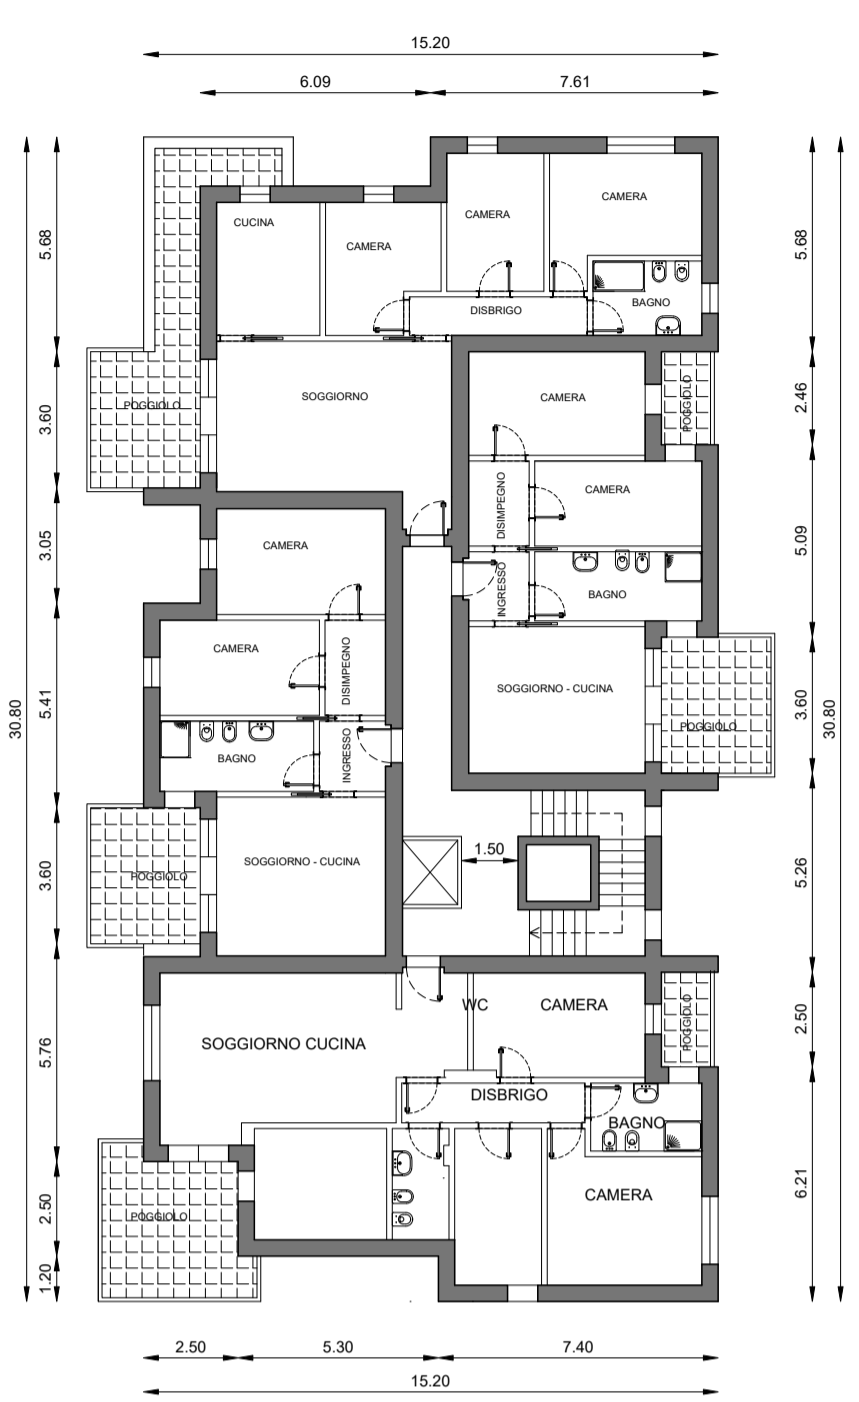 15.20
6.09
7.61
CAMERA
CAMERA
CUCINA
CAMERA
5.68
5.68
BAGNO
DISBRIGO
SOGGIORNO
CAMERA
POGGIOLO
POGGIOLO
3.60
2.46
CAMERA
DISIMPEGNO
CAMERA
3.05
5.09
INGRESSO
BAGNO
CAMERA
DISIMPEGNO
SOGGIORNO - CUCINA
5.41
3.60
30.80
30.80
POGGIOLO
BAGNO
INGRESSO
1.50
SOGGIORNO - CUCINA
POGGIOLO
3.60
5.26
WC
CAMERA
POGGIOLO
2.50
SOGGIORNO CUCINA
5.76
DISBRIGO
BAGNO
CAMERA
6.21
POGGIOLO
2.50
1.20
2.50
5.30
7.40
15.20